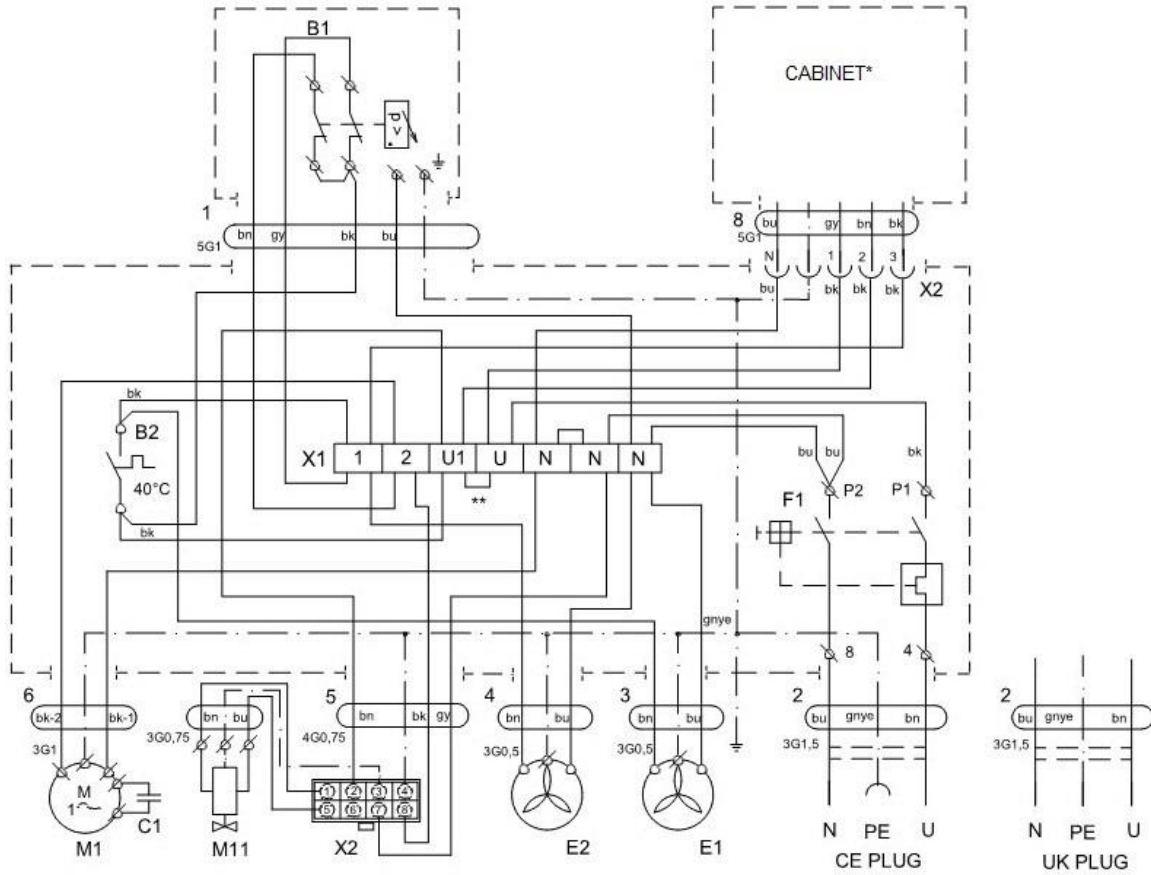 B1
CABINET*
p
v
1
5G1
bn gy bk bu
8
5G1
bu gy bn bk
N 1 2 3
X2
bu bk bk bk
bk
B2
40°C
bk
X1 1 2 U1 U N N N
**
bu bu bk
P2 P1
F1
gnye
8 4
6
bk-2 bk-1
3G1
bn bu
3G0,75
5
bn bk gy
4G0,75
4
bn bu
3G0,5
3
bn bu
3G0,5
2
bu gnye bn
3G1,5
2
bu gnye bn
3G1,5
M
1~
C1
M1
M11
1 2 3 4
5 6 7 8
X2
E2
E1
N PE U
CE PLUG
N PE U
UK PLUG